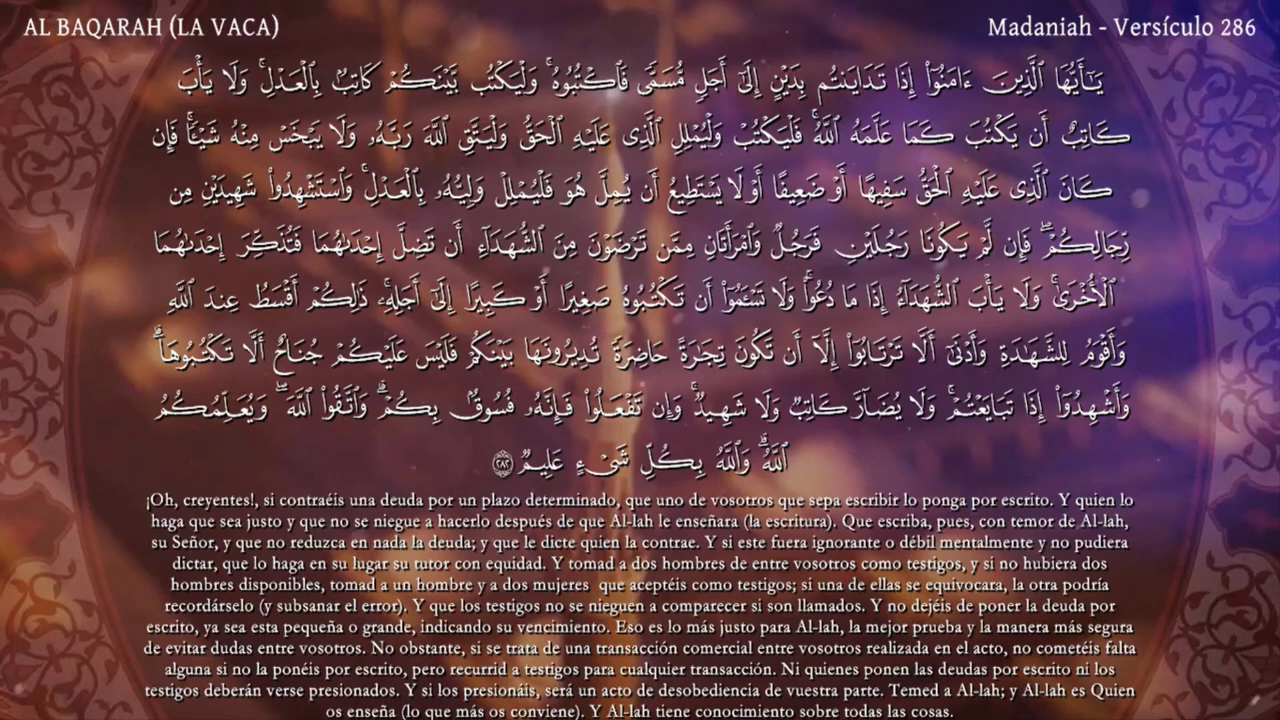 AL BAQARAH (LA VACA)
Madaniah - Versículo 286
يَـٰٓأَيُّهَا ٱلَّذِينَ ءَامَنُوٓا۟ إِذَا تَدَايَنتُم بِدَيْنٍ إِلَىٰٓ أَجَلٍ مُّسَمًّى فَٱكْتُبُوهُ ۚ وَلْيَكْتُب بَّيْنَكُمْ كَاتِبٌۢ بِٱلْعَدْلِ ۚ وَلَا يَأْبَ
كَاتِبٌ أَن يَكْتُبَ كَمَا عَلَّمَهُ ٱللَّهُ ۚ فَلْيَكْتُبْ وَلْيُمْلِلِ ٱلَّذِى عَلَيْهِ ٱلْحَقُّ وَلْيَتَّقِ ٱللَّهَ رَبَّهُۥ وَلَا يَبْخَسْ مِنْهُ شَيْـًٔا ۚ فَإِن
كَانَ ٱلَّذِى عَلَيْهِ ٱلْحَقُّ سَفِيهًا أَوْ ضَعِيفًا أَوْ لَا يَسْتَطِيعُ أَن يُمِلَّ هُوَ فَلْيُمْلِلْ وَلِيُّهُۥ بِٱلْعَدْلِ ۚ وَٱسْتَشْهِدُوا۟ شَهِيدَيْنِ مِن
رِّجَالِكُمْ ۖ فَإِن لَّمْ يَكُونَا رَجُلَيْنِ فَرَجُلٌ وَٱمْرَأَتَانِ مِمَّن تَرْضَوْنَ مِنَ ٱلشُّهَدَآءِ أَن تَضِلَّ إِحْدَىٰهُمَا فَتُذَكِّرَ إِحْدَىٰهُمَا
ٱلْأُخْرَىٰ ۚ وَلَا يَأْبَ ٱلشُّهَدَآءُ إِذَا مَا دُعُوا۟ ۚ وَلَا تَسْـَٔمُوٓا۟ أَن تَكْتُبُوهُ صَغِيرًا أَوْ كَبِيرًا إِلَىٰٓ أَجَلِهِۦ ۚ ذَٰلِكُمْ أَقْسَطُ عِندَ ٱللَّهِ
وَأَقْوَمُ لِلشَّهَـٰدَةِ وَأَدْنَىٰٓ أَلَّا تَرْتَابُوٓا۟ ۖ إِلَّآ أَن تَكُونَ تِجَـٰرَةً حَاضِرَةً تُدِيرُونَهَا بَيْنَكُمْ فَلَيْسَ عَلَيْكُمْ جُنَاحٌ أَلَّا تَكْتُبُوهَا ۗ
وَأَشْهِدُوٓا۟ إِذَا تَبَايَعْتُمْ ۚ وَلَا يُضَآرَّ كَاتِبٌ وَلَا شَهِيدٌ ۚ وَإِن تَفْعَلُوا۟ فَإِنَّهُۥ فُسُوقٌۢ بِكُمْ ۗ وَٱتَّقُوا۟ ٱللَّهَ ۖ وَيُعَلِّمُكُمُ
ٱللَّهُ ۗ وَٱللَّهُ بِكُلِّ شَىْءٍ عَلِيمٌ ٢٨٢
¡Oh, creyentes!, si contraéis una deuda por un plazo determinado, que uno de vosotros que sepa escribir lo ponga por escrito. Y quien lo
haga que sea justo y que no se niegue a hacerlo después de que Al-lah le enseñara (la escritura). Que escriba, pues, con temor de Al-lah,
su Señor, y que no reduzca en nada la deuda; y que le dicte quien la contrae. Y si este fuera ignorante o débil mentalmente y no pudiera
dictar, que lo haga en su lugar su tutor con equidad. Y tomad a dos hombres de entre vosotros como testigos, y si no hubiera dos
hombres disponibles, tomad a un hombre y a dos mujeres que aceptéis como testigos; si una de ellas se equivocara, la otra podría
recordárselo (y subsanar el error). Y que los testigos no se nieguen a comparecer si son llamados. Y no dejéis de poner la deuda por
escrito, ya sea esta pequeña o grande, indicando su vencimiento. Eso es lo más justo para Al-lah, la mejor prueba y la manera más segura
de evitar dudas entre vosotros. No obstante, si se trata de una transacción comercial entre vosotros realizada en el acto, no cometéis falta
alguna si no la ponéis por escrito, pero recurrid a testigos para cualquier transacción. Ni quienes ponen las deudas por escrito ni los
testigos deberán verse presionados. Y si los presionáis, será un acto de desobediencia de vuestra parte. Temed a Al-lah; y Al-lah es Quien
os enseña (lo que más os conviene). Y Al-lah tiene conocimiento sobre todas las cosas.